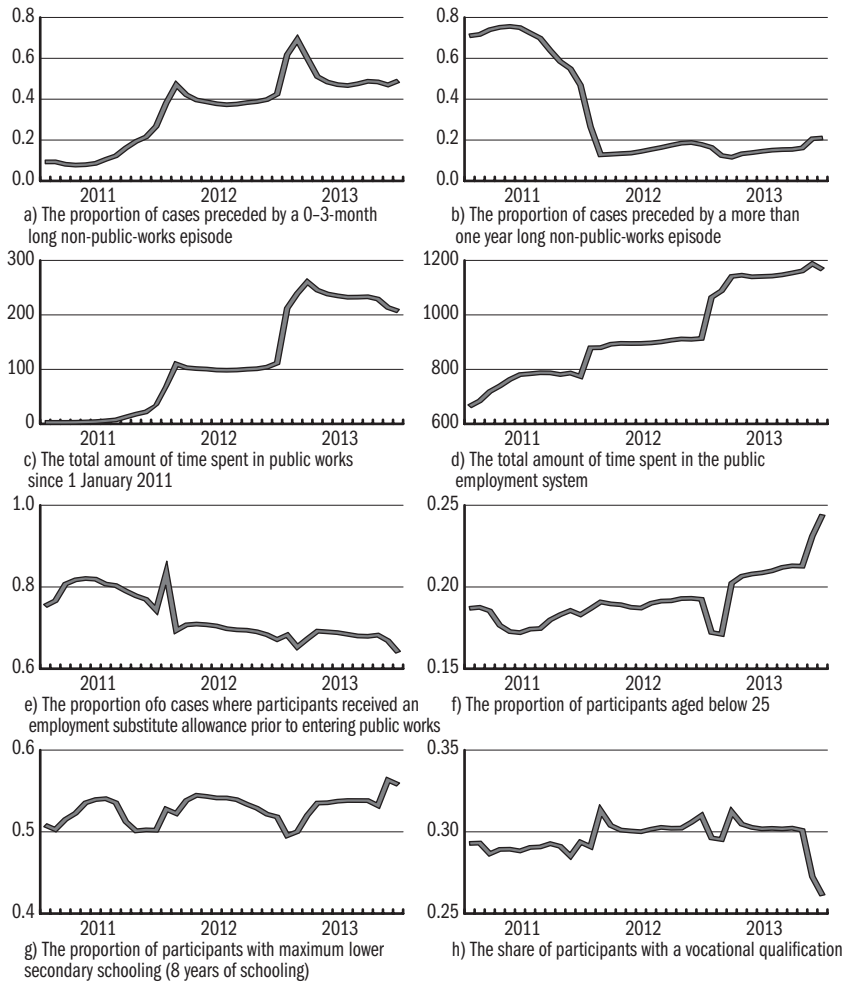 0.8
0.6
0.4
0.2
0.0
2011 2012 2013
a) The proportion of cases preceded by a 0–3-month
long non-public-works episode
0.8
0.6
0.4
0.2
0.0
2011 2012 2013
b) The proportion of cases preceded by a more than
one year long non-public-works episode
300
200
100
0
2011 2012 2013
c) The total amount of time spent in public works
since 1 January 2011
1200
1000
800
600
2011 2012 2013
d) The total amount of time spent in the public
employment system
1.0
0.8
0.6
2011 2012 2013
e) The proportion ofo cases where participants received an
employment substitute allowance prior to entering public works
0.25
0.20
0.15
2011 2012 2013
f) The proportion of participants aged below 25
0.6
0.5
0.4
2011 2012 2013
g) The proportion of participants with maximum lower
secondary schooling (8 years of schooling)
0.35
0.30
0.25
2011 2012 2013
h) The share of participants with a vocational qualification